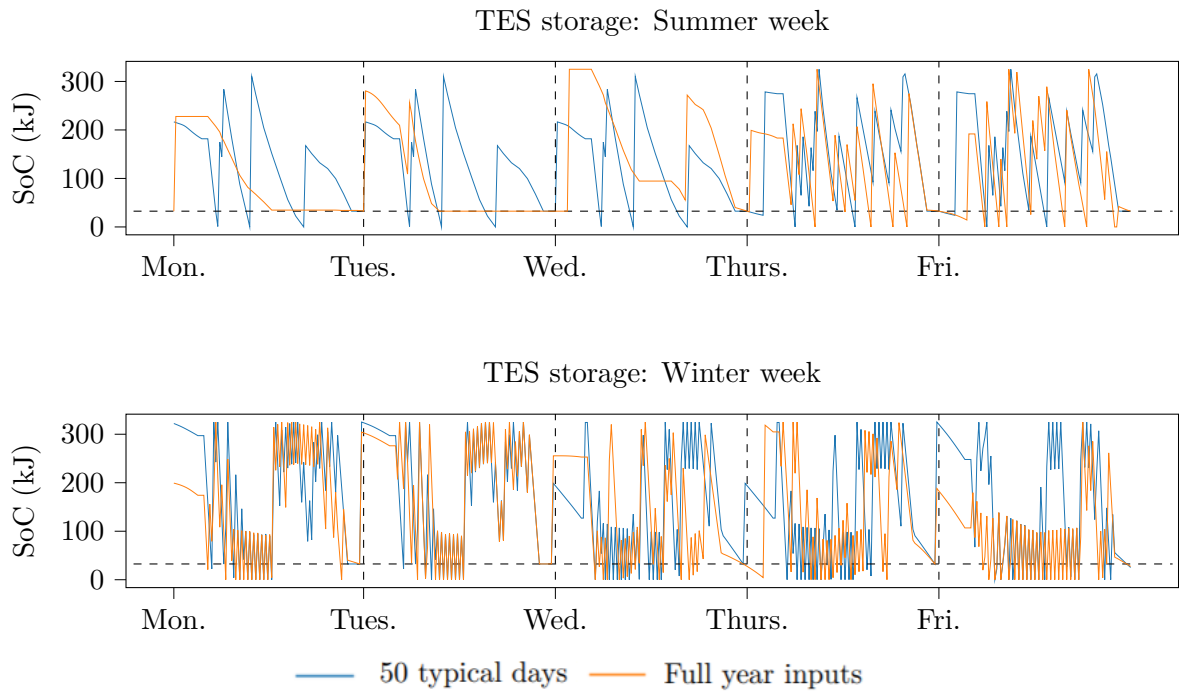 TES storage: Summer week
SoC (kJ)
300
200
100
0
Mon. Tues. Wed. Thurs. Fri.
TES storage: Winter week
SoC (kJ)
300
200
100
0
Mon. Tues. Wed. Thurs. Fri.
50 typical days Full year inputs